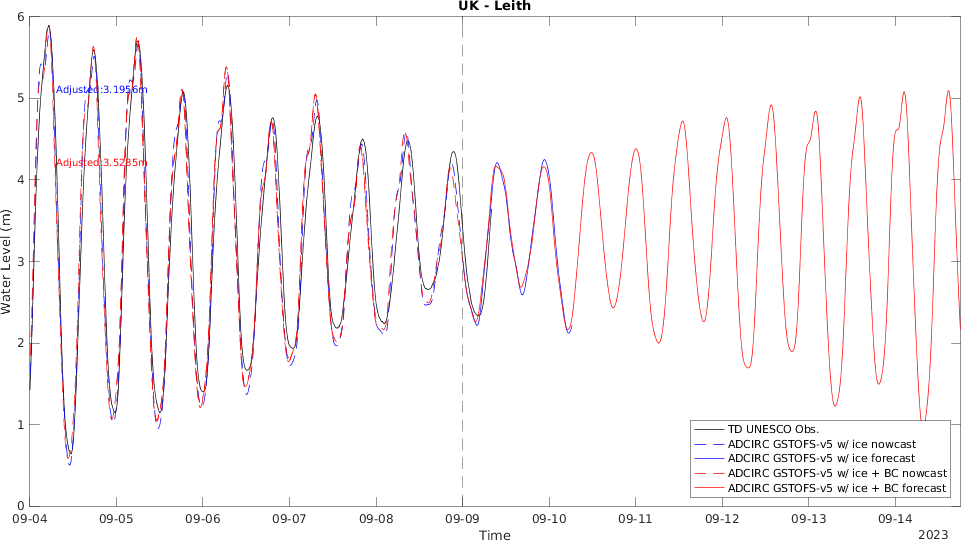 UK - Leith
6
5
4
3
2
1
0
Water Level (m)
Adjusted:3.1956m
Adjusted:3.5235m
TD UNESCO Obs.
ADCIRC GSTOFS-v5 w/ ice nowcast
ADCIRC GSTOFS-v5 w/ ice forecast
ADCIRC GSTOFS-v5 w/ ice + BC nowcast
ADCIRC GSTOFS-v5 w/ ice + BC forecast
09-04 09-05 09-06 09-07 09-08 09-09 09-10 09-11 09-12 09-13 09-14
Time
2023